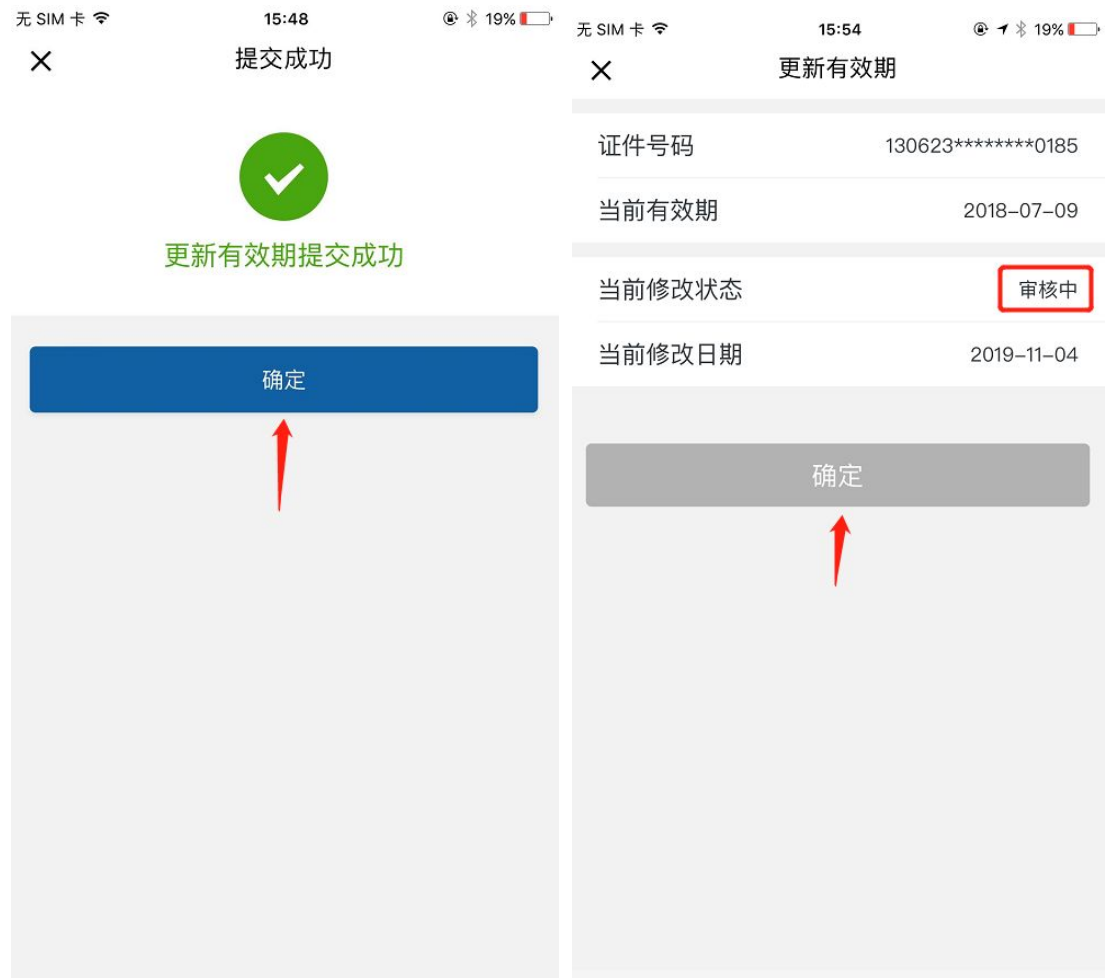 无 SIM 卡 15:48 19%
提交成功
更新有效期提交成功
确定
无 SIM 卡 15:54 19%
更新有效期
证件号码 130623********0185
当前有效期 2018-07-09
当前修改状态 审核中
当前修改日期 2019-11-04
确定